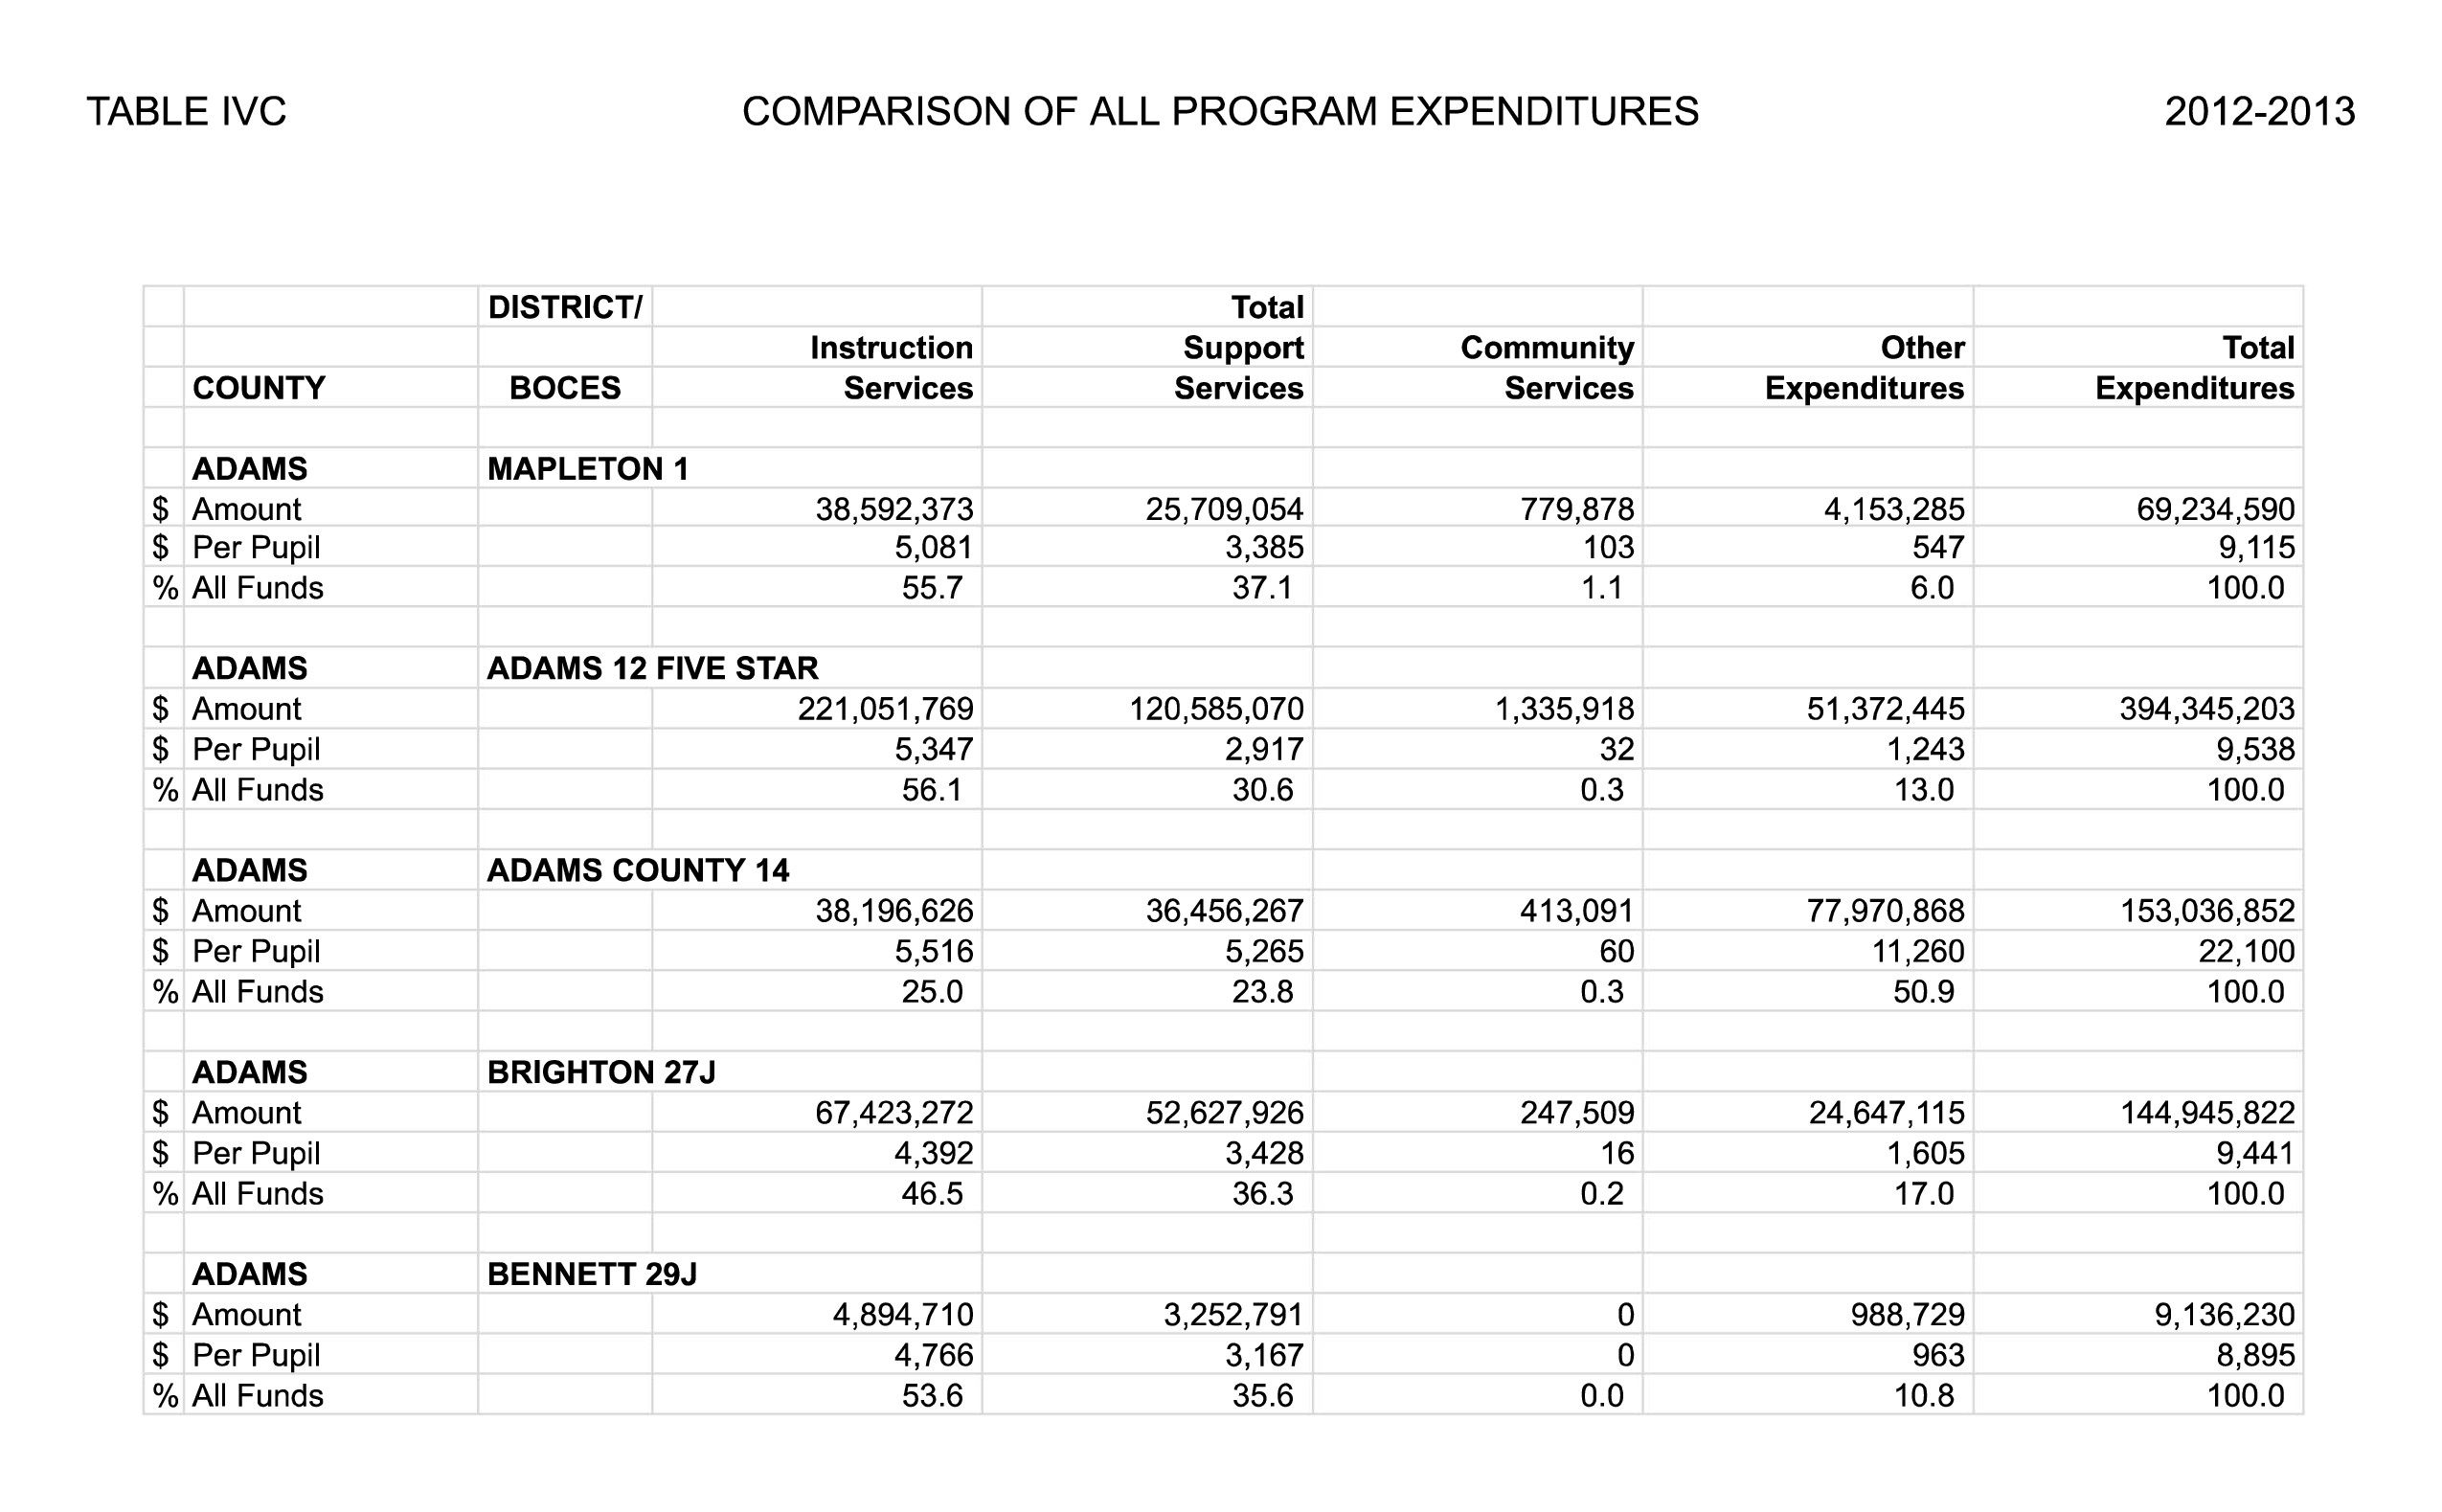 TABLE IVC COMPARISON OF ALL PROGRAM EXPENDITURES 2012-2013
DISTRICT/ Total
Instruction Support Community Other Total
COUNTY BOCES Services Services Services Expenditures Expenditures
ADAMS MAPLETON 1
$ Amount 38,592,373 25,709,054 779,878 4,153,285 69,234,590
$ Per Pupil 5,081 3,385 103 547 9,115
% All Funds 55.7 37.1 1.1 6.0 100.0
ADAMS ADAMS 12 FIVE STAR
$ Amount 221,051,769 120,585,070 1,335,918 51,372,445 394,345,203
$ Per Pupil 5,347 2,917 32 1,243 9,538
% All Funds 56.1 30.6 0.3 13.0 100.0
ADAMS ADAMS COUNTY 14
$ Amount 38,196,626 36,456,267 413,091 77,970,868 153,036,852
$ Per Pupil 5,516 5,265 60 11,260 22,100
% All Funds 25.0 23.8 0.3 50.9 100.0
ADAMS BRIGHTON 27J
$ Amount 67,423,272 52,627,926 247,509 24,647,115 144,945,822
$ Per Pupil 4,392 3,428 16 1,605 9,441
% All Funds 46.5 36.3 0.2 17.0 100.0
ADAMS BENNETT 29J
$ Amount 4,894,710 3,252,791 0 988,729 9,136,230
$ Per Pupil 4,766 3,167 0 963 8,895
% All Funds 53.6 35.6 0.0 10.8 100.0